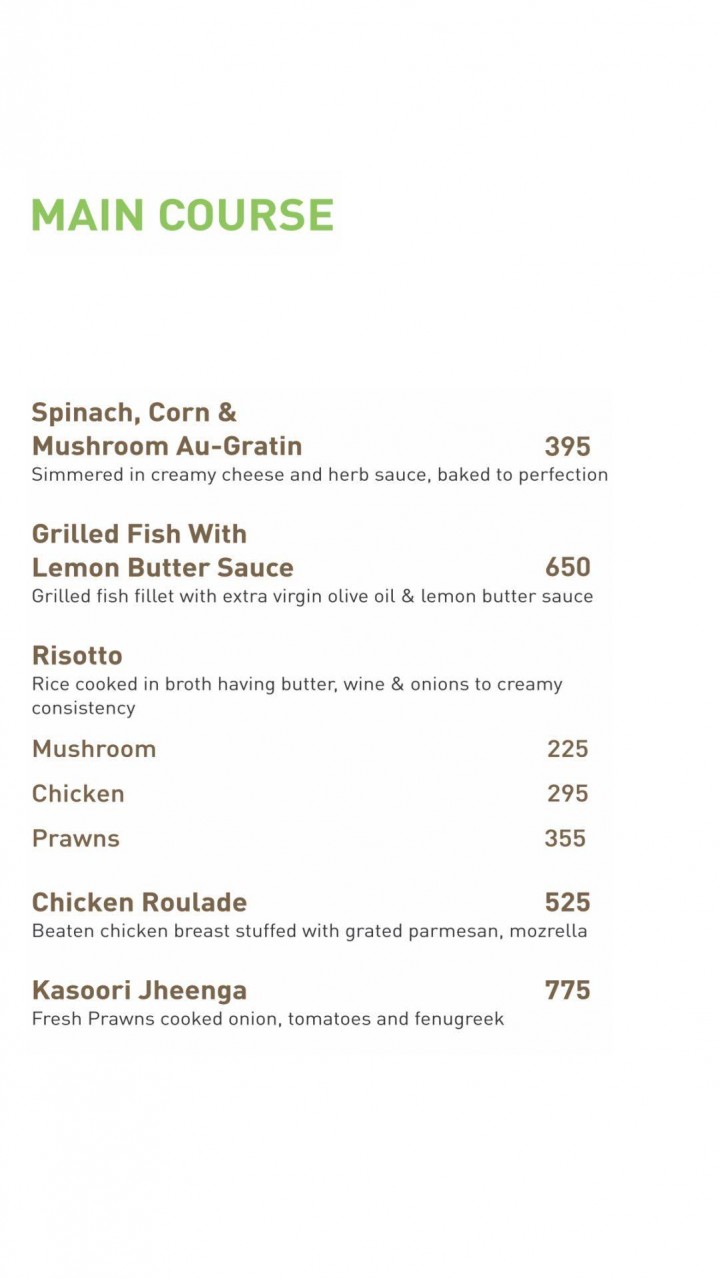 MAIN COURSE
Spinach, Corn &
Mushroom Au-Gratin 395
Simmered in creamy cheese and herb sauce, baked to perfection
Grilled Fish With
Lemon Butter Sauce 650
Grilled fish fillet with extra virgin olive oil & lemon butter sauce
Risotto
Rice cooked in broth having butter, wine & onions to creamy
consistency
Mushroom 225
Chicken 295
Prawns 355
Chicken Roulade 525
Beaten chicken breast stuffed with grated parmesan, mozrella
Kasoori Jheenga 775
Fresh Prawns cooked onion, tomatoes and fenugreek